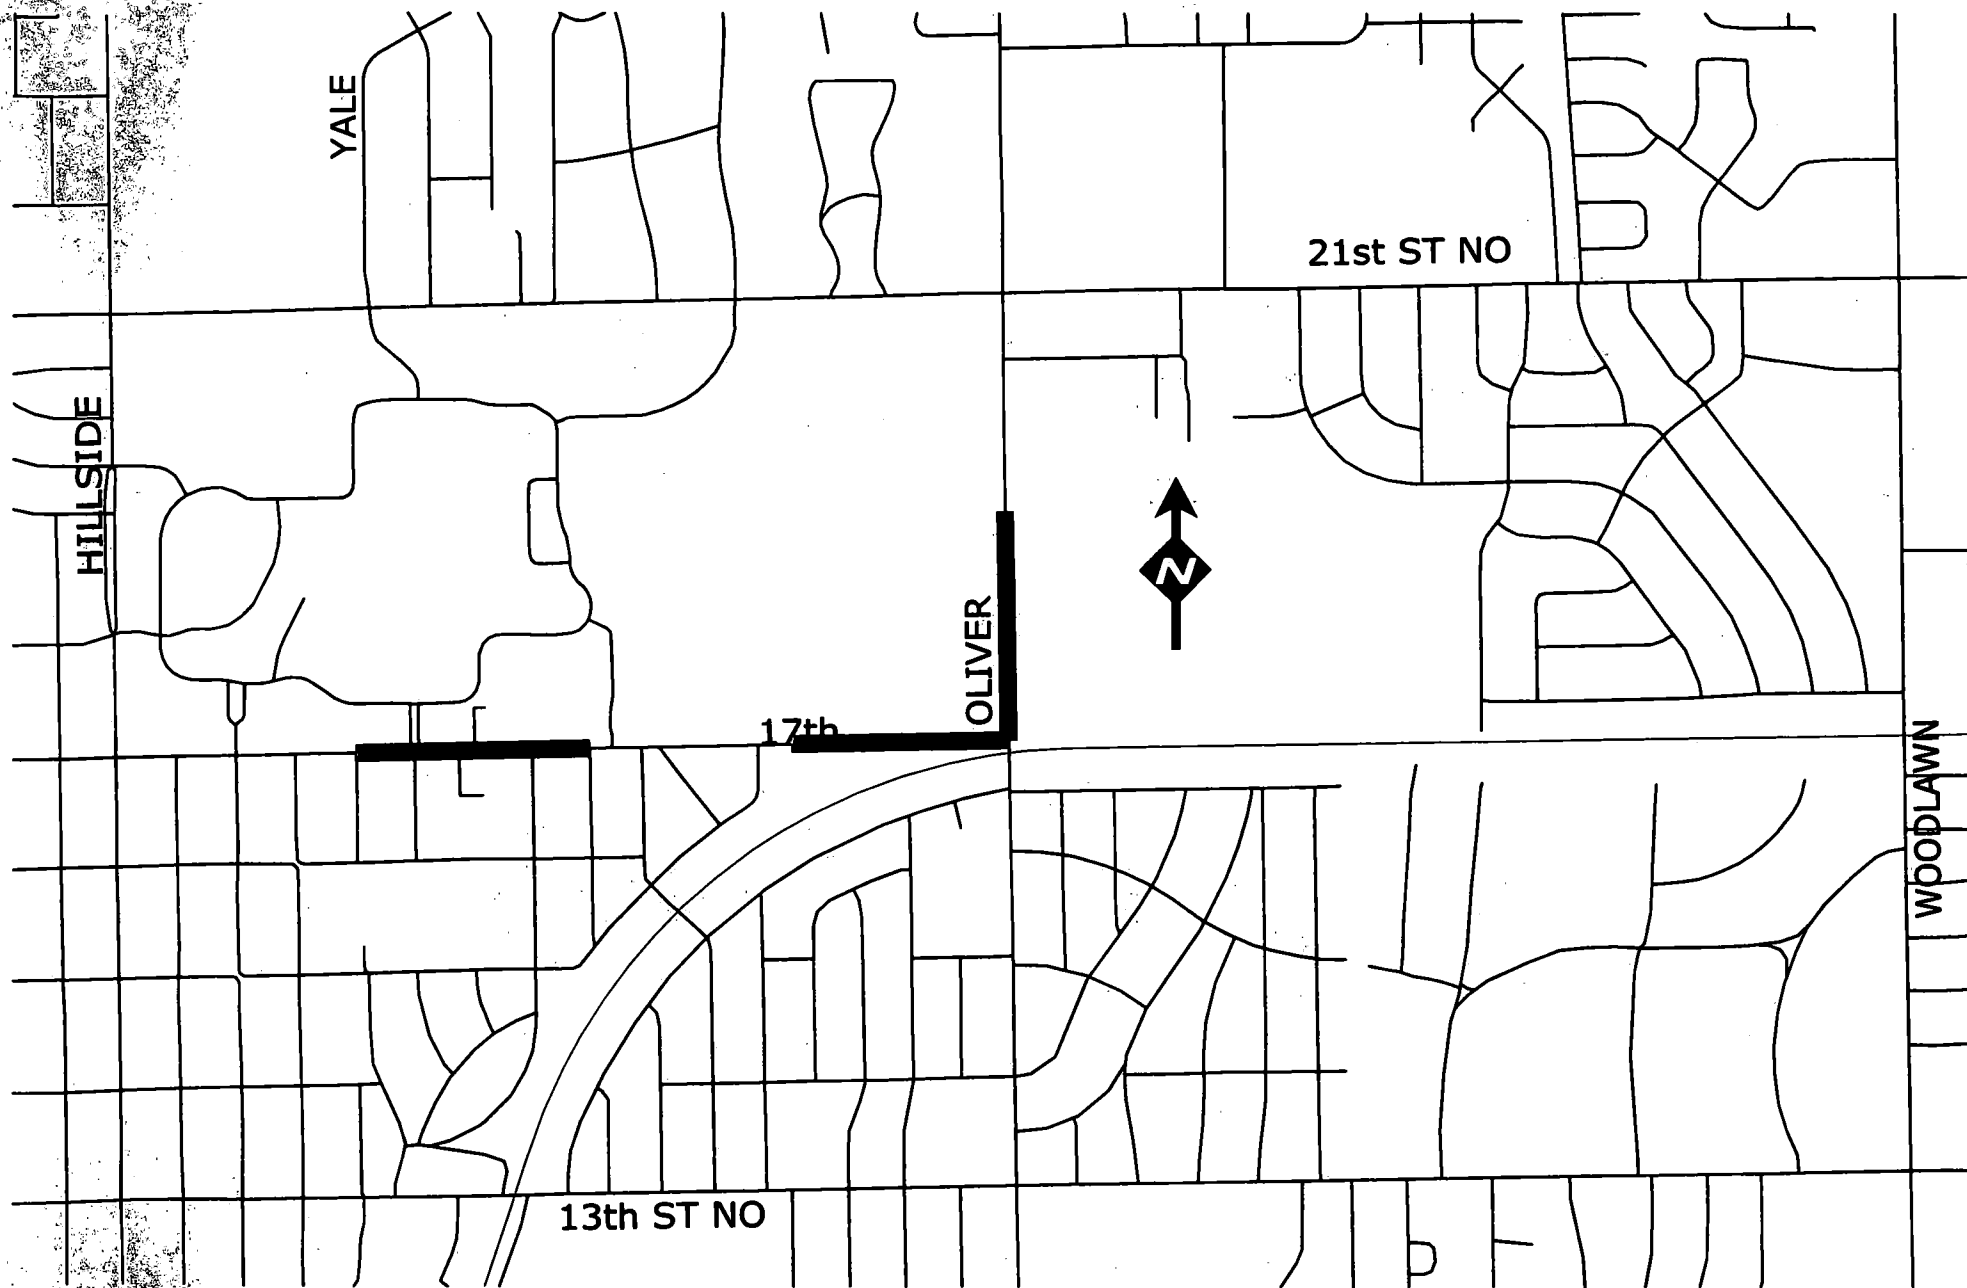 YALE
21st ST NO
HILLSIDE
N
OLIVER
17th
WOODLAWN
13th ST NO